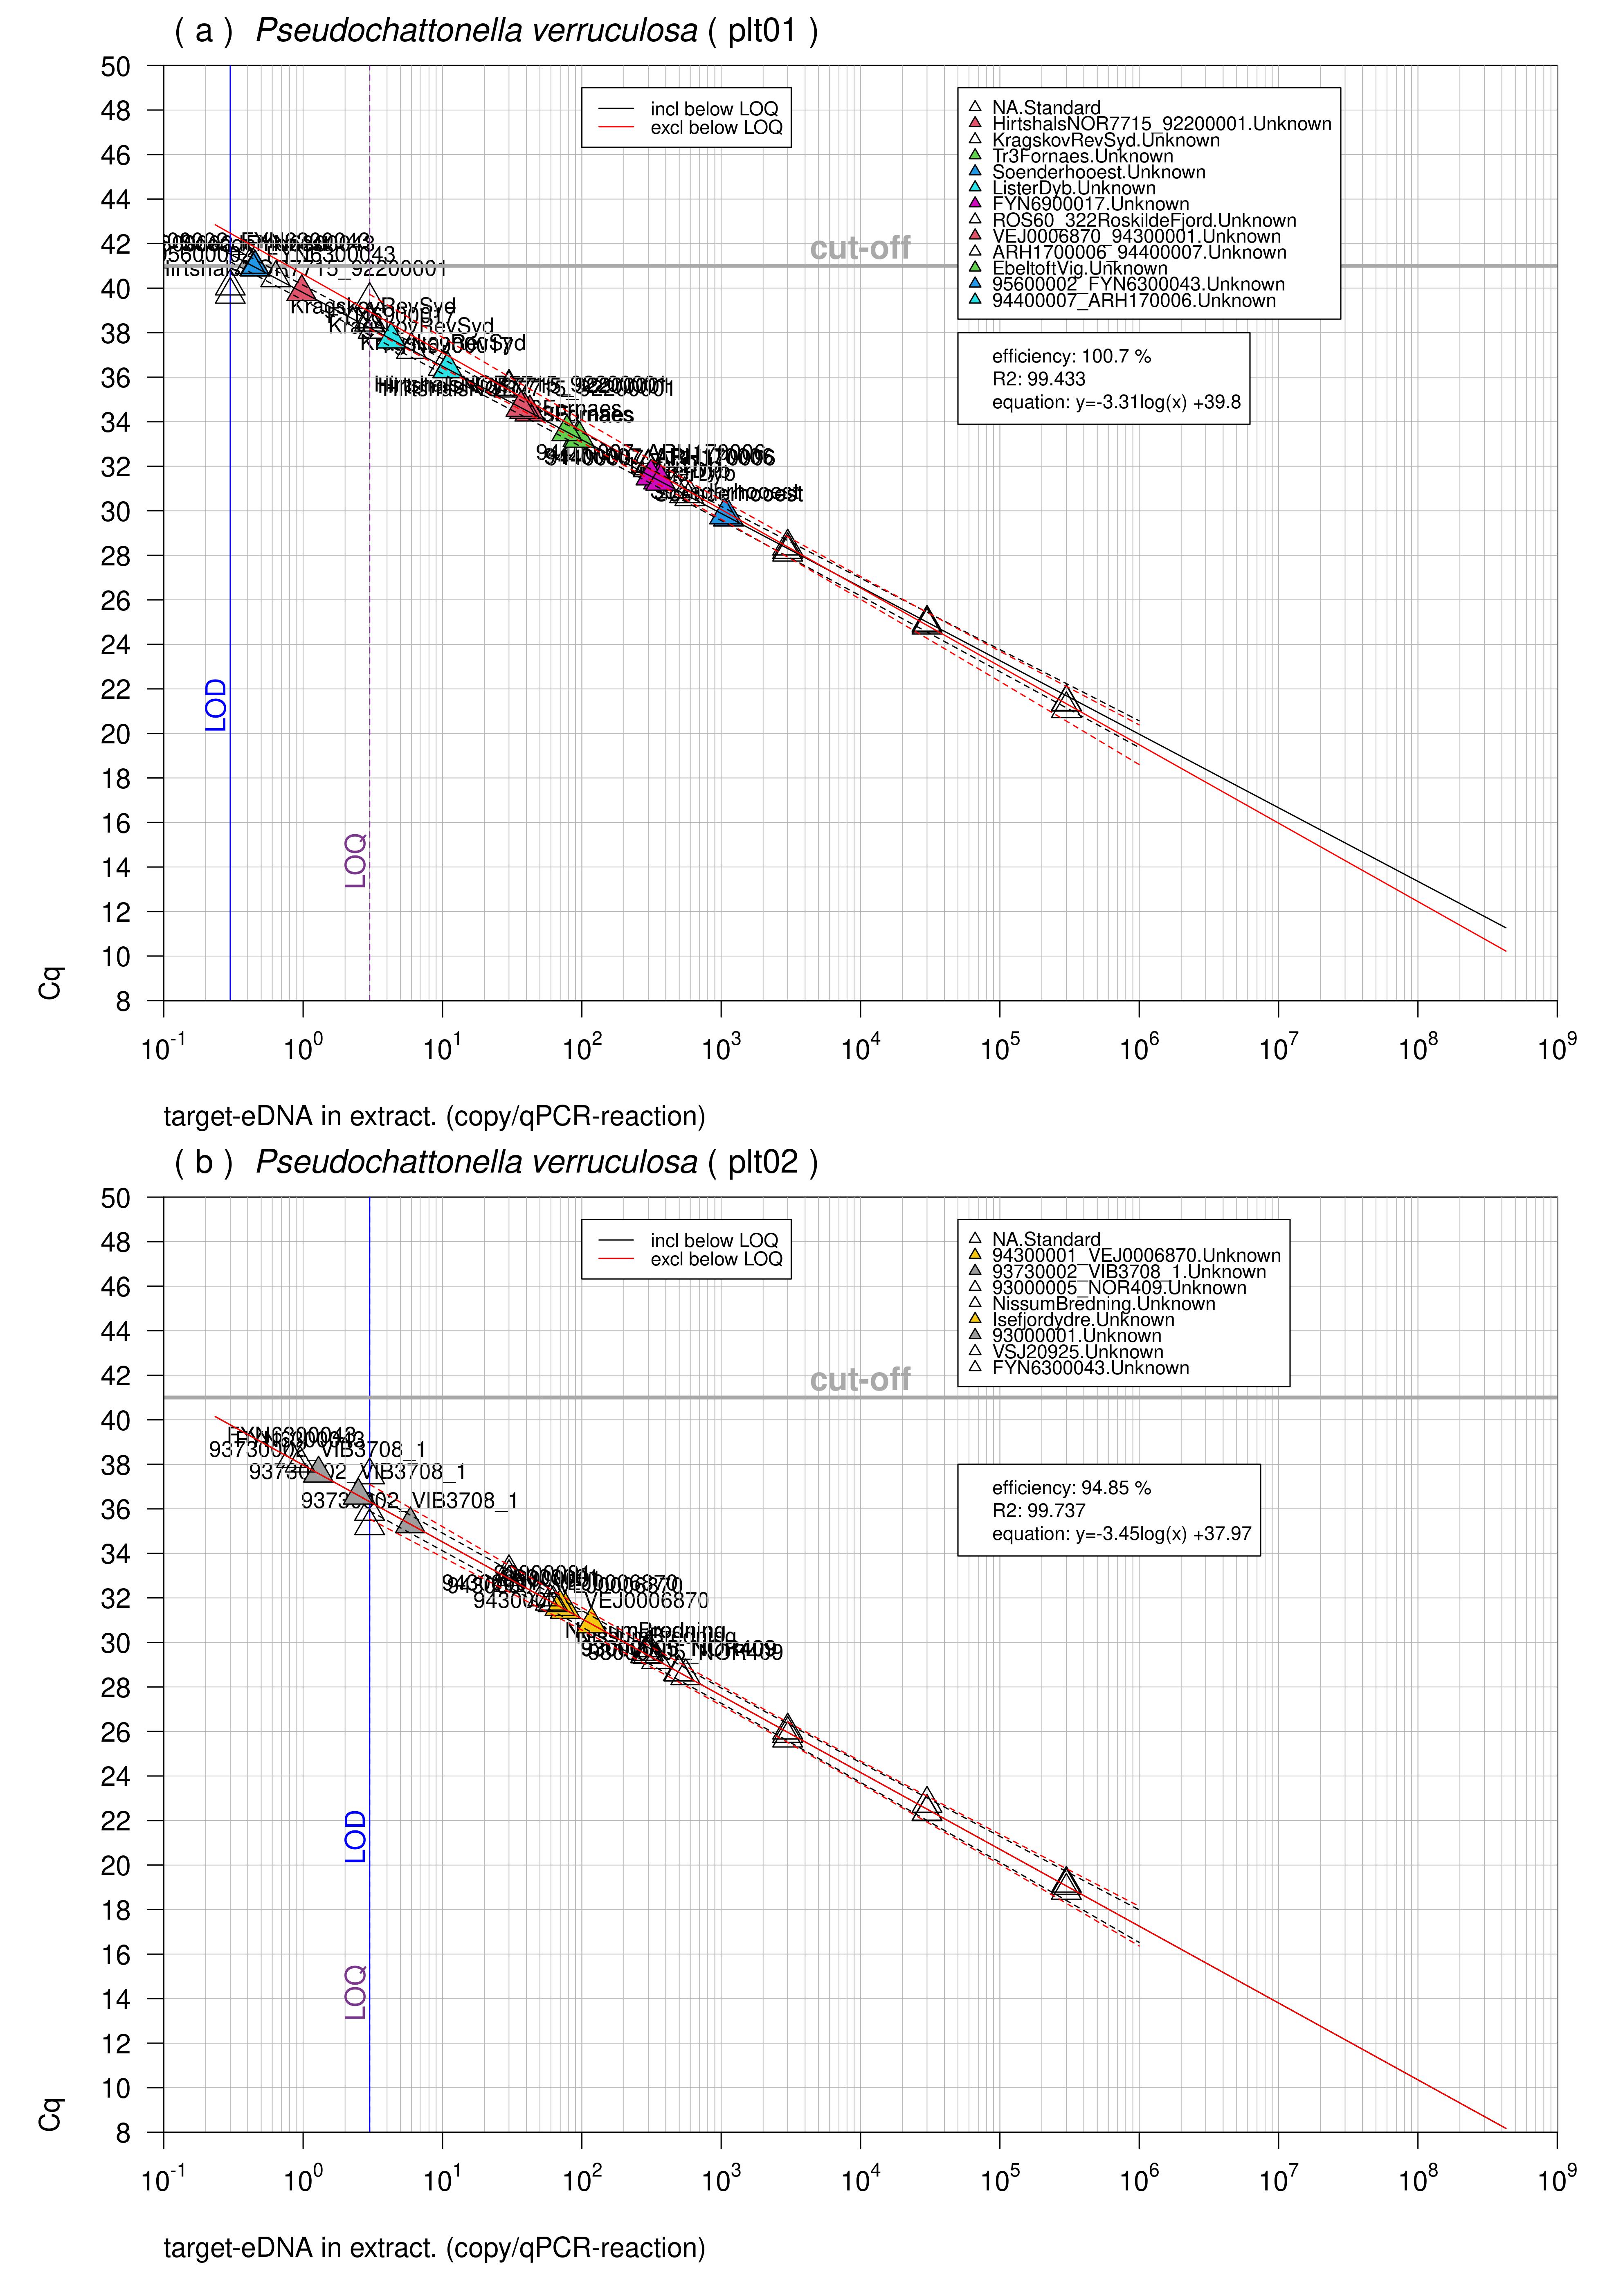 ( a ) Pseudochattonella verruculosa ( plt01 )
50
48
46
44
42
40
38
36
34
32
30
28
26
24
22
20
18
16
14
12
10
8
Cq
incl below LOQ
excl below LOQ
NA.Standard
HirtshalsNOR7715_92200001.Unknown
KragskovRevSyd.Unknown
Tr3Fornaes.Unknown
Soenderhooest.Unknown
ListerDyb.Unknown
FYN6900017.Unknown
ROS60_322RoskildeFjord.Unknown
VEJ0006870_94300001.Unknown
ARH1700006_94400007.Unknown
EbeltoftVig.Unknown
95600002_FYN6300043.Unknown
94400007_ARH170006.Unknown
cut-off
efficiency: 100.7 %
R2: 99.433
equation: y=-3.31log(x) +39.8
KragskovRevSyd
KragskovRevSyd
LOD
LOQ
10-1 100 101 102 103 104 105 106 107 108 109
target-eDNA in extract. (copy/qPCR-reaction)
( b ) Pseudochattonella verruculosa ( plt02 )
50
48
46
44
42
40
38
36
34
32
30
28
26
24
22
20
18
16
14
12
10
8
Cq
incl below LOQ
excl below LOQ
NA.Standard
94300001_VEJ0006870.Unknown
93730002_VIB3708_1.Unknown
93000005_NOR409.Unknown
NissumBredning.Unknown
Isefjordydre.Unknown
93000001.Unknown
VSJ20925.Unknown
FYN6300043.Unknown
cut-off
efficiency: 94.85 %
R2: 99.737
equation: y=-3.45log(x) +37.97
FYN6300043
93730002_VIB3708_1
93730002_VIB3708_1
93730002_VIB3708_1
LOD
LOQ
10-1 100 101 102 103 104 105 106 107 108 109
target-eDNA in extract. (copy/qPCR-reaction)